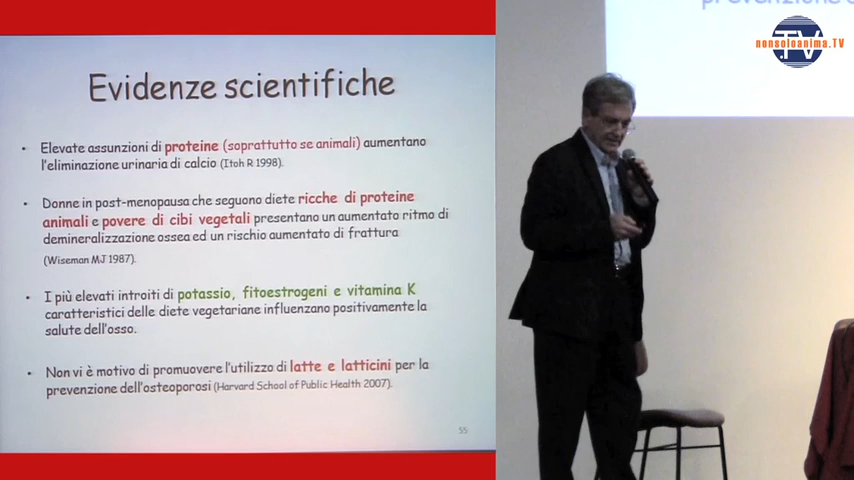 Evidenze scientifiche
• Elevate assunzioni di proteine (soprattutto se animali) aumentano
l'eliminazione urinaria di calcio (Itoh R 1998).
• Donne in post-menopausa che seguono diete ricche di proteine
animali e povere di cibi vegetali presentano un aumentato ritmo di
demineralizzazione ossea ed un rischio aumentato di frattura
(Wiseman MJ 1987).
• I più elevati introiti di potassio, fitoestrogeni e vitamina K
caratteristici delle diete vegetariane influenzano positivamente la
salute dell'osso.
• Non vi è motivo di promuovere l'utilizzo di latte e latticini per la
prevenzione dell'osteoporosi (Harvard School of Public Health 2007).
55
prevenzione
TV
nonsoloanima.TV